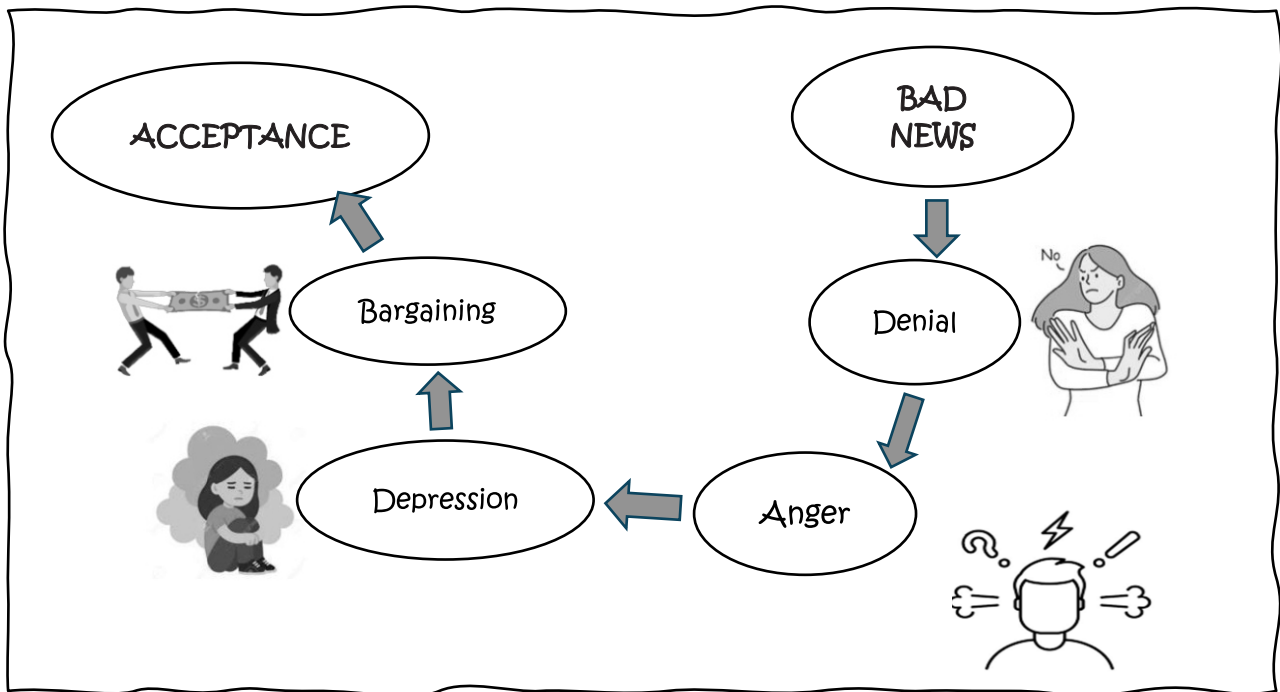 BAD
NEWS
Denial
No
Anger
Depression
Bargaining
ACCEPTANCE